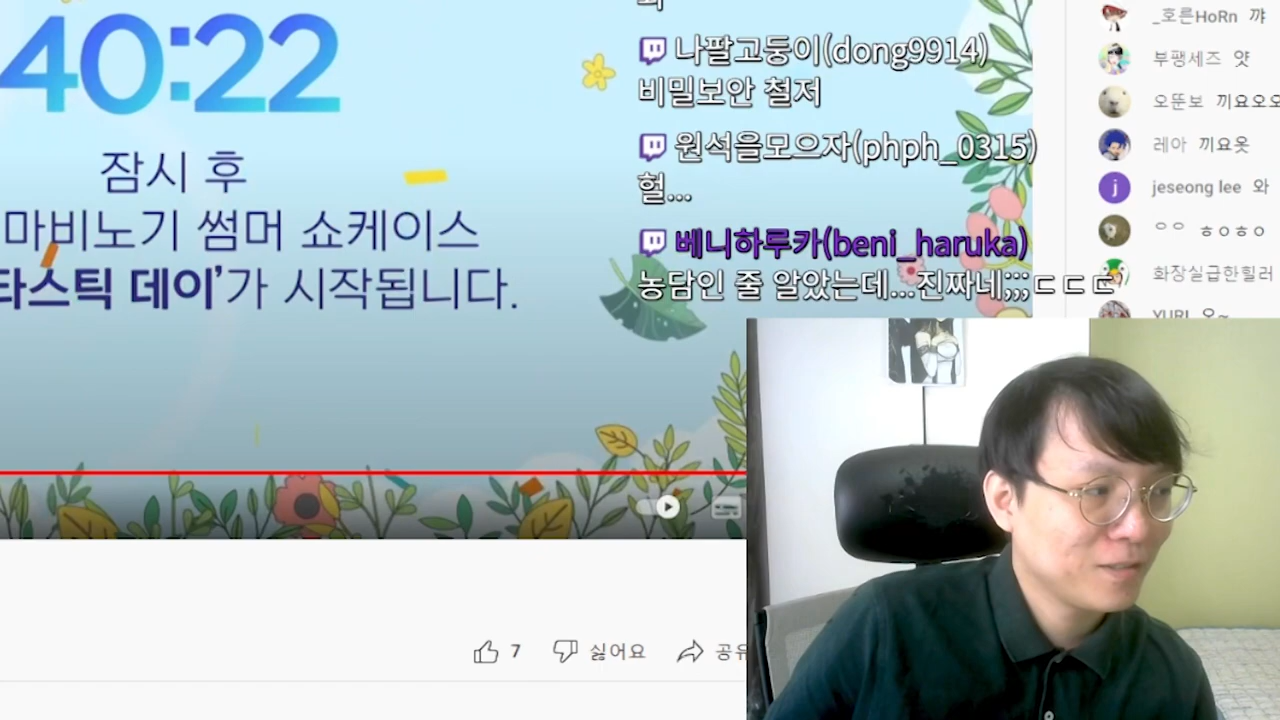 40:22
잠시 후
마비노기 썸머 쇼케이스
타스틱 데이'가 시작됩니다.
나팔고둥이(dong9914)
비밀보안 철저
원석을모으자(phph_0315)
헐...
베니하루카(beni_haruka)
농담인 줄 알았는데...진짜네;;;ㄷㄷㄷ
_호른HoRn 꺄
부팽세즈 얏
오뚠보 끼요오오
레아 끼요옷
jeseong lee 와
ᄋᄋ ㅎㅇㅎㅇ
화장실급한힐러
YURI 오~
7 싫어요 공유